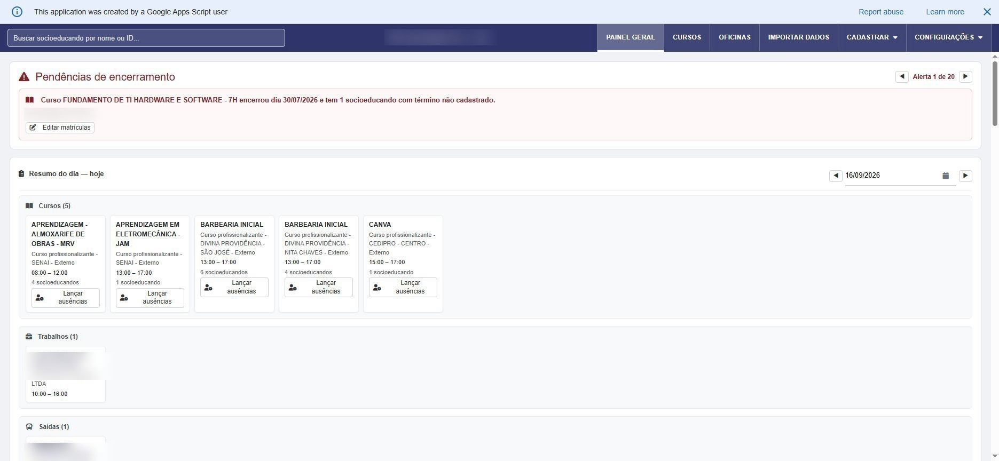 This application was created by a Google Apps Script user
Report abuse
Learn more
Buscar socioeducando por nome ou ID...
PAINEL GERAL
CURSOS
OFICINAS
IMPORTAR DADOS
CADASTRAR
CONFIGURAÇÕES
Pendências de encerramento
Alerta 1 de 20
Curso FUNDAMENTO DE TI HARDWARE E SOFTWARE - 7H encerrou dia 30/07/2026 e tem 1 socioeducando com término não cadastrado.
Editar matrículas
Resumo do dia — hoje
16/09/2026
Cursos (5)
APRENDIZAGEM -
ALMOXARIFE DE
OBRAS - MRV
Curso profissionalizante -
SENAI - Externo
08:00 – 12:00
4 socioeducandos
Lançar
ausências
APRENDIZAGEM EM
ELETROMECÂNICA -
JAM
Curso profissionalizante -
SENAI - Externo
13:00 – 17:00
1 socioeducando
Lançar
ausências
BARBEARIA INICIAL
Curso profissionalizante -
DIVINA PROVIDÊNCIA -
SÃO JOSÉ - Externo
13:00 – 17:00
6 socioeducandos
Lançar
ausências
BARBEARIA INICIAL
Curso profissionalizante -
DIVINA PROVIDÊNCIA -
NITA CHAVES - Externo
13:00 – 17:00
4 socioeducandos
Lançar
ausências
CANVA
Curso profissionalizante -
CEDIPRO - CENTRO -
Externo
15:00 – 17:00
1 socioeducando
Lançar
ausências
Trabalhos (1)
LTDA
10:00 – 16:00
Saídas (1)